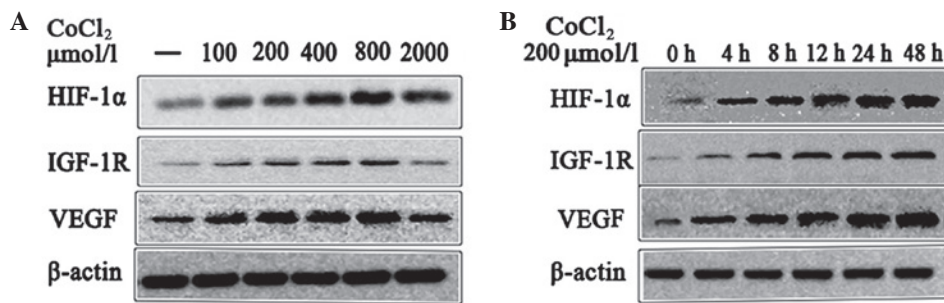 A
CoCl₂
μmol/l — 100 200 400 800 2000
HIF-1α
IGF-1R
VEGF
β-actin
B
CoCl₂
200 μmol/l 0 h 4 h 8 h 12 h 24 h 48 h
HIF-1α
IGF-1R
VEGF
β-actin